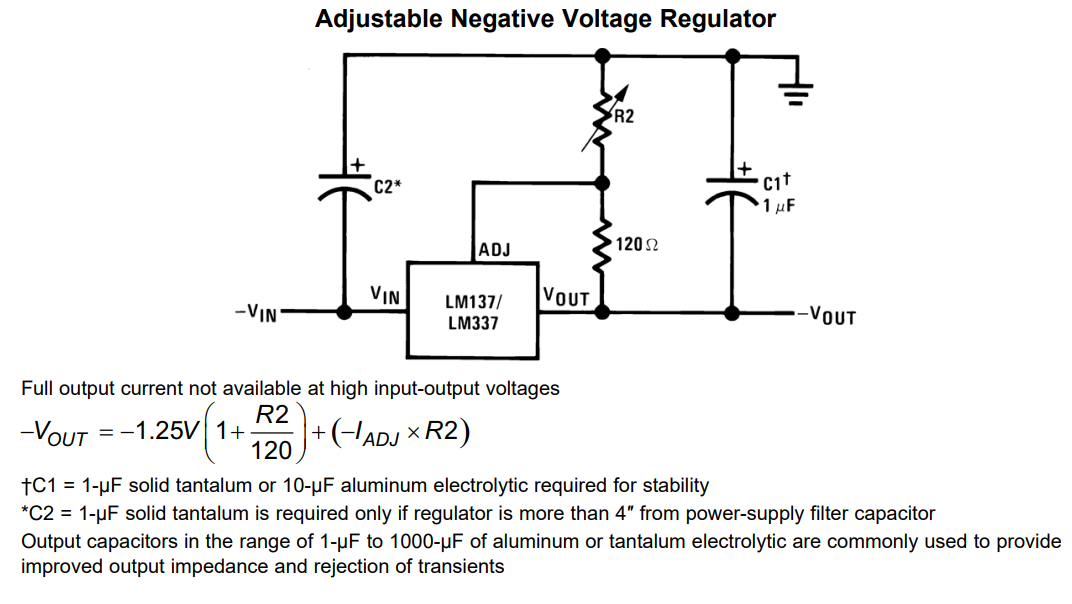 Adjustable Negative Voltage Regulator
R2
+
C2*
+
C1†
1 µF
ADJ
120 Ω
VIN
LM137/
LM337
VOUT
–VIN
–VOUT
Full output current not available at high input-output voltages
–VOUT = –1.25V(1+ R2/120) + (–IADJ × R2)
†C1 = 1-µF solid tantalum or 10-µF aluminum electrolytic required for stability
*C2 = 1-µF solid tantalum is required only if regulator is more than 4″ from power-supply filter capacitor
Output capacitors in the range of 1-µF to 1000-µF of aluminum or tantalum electrolytic are commonly used to provide
improved output impedance and rejection of transients